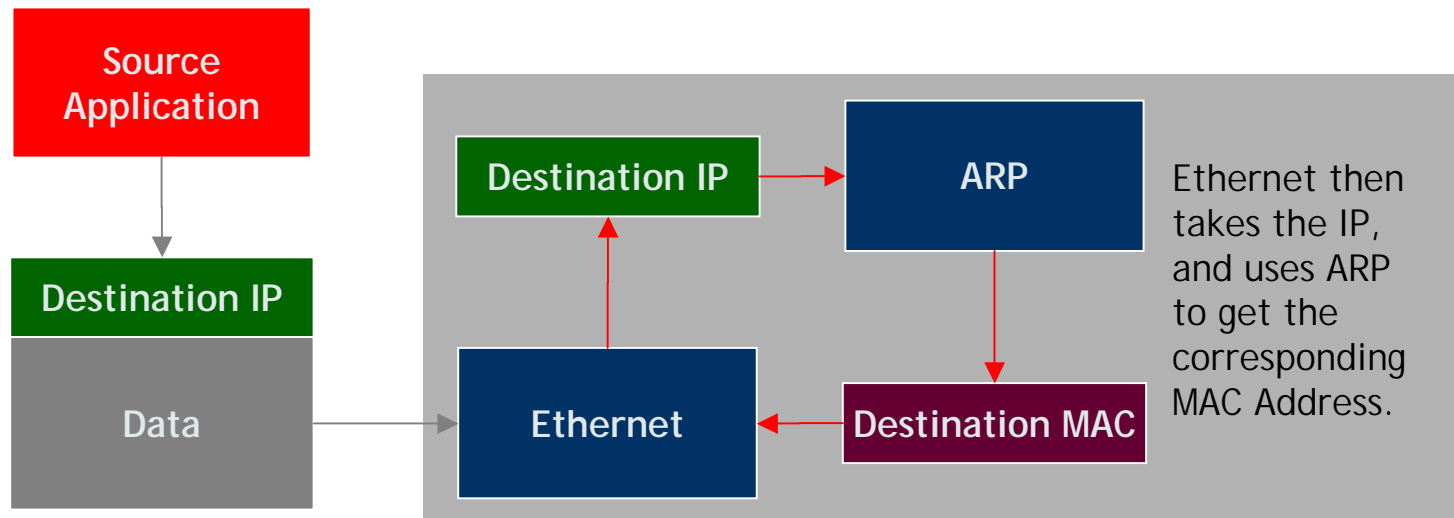 Source
Application
Destination IP
Data
Ethernet
Destination IP
ARP
Destination MAC
Ethernet then
takes the IP,
and uses ARP
to get the
corresponding
MAC Address.